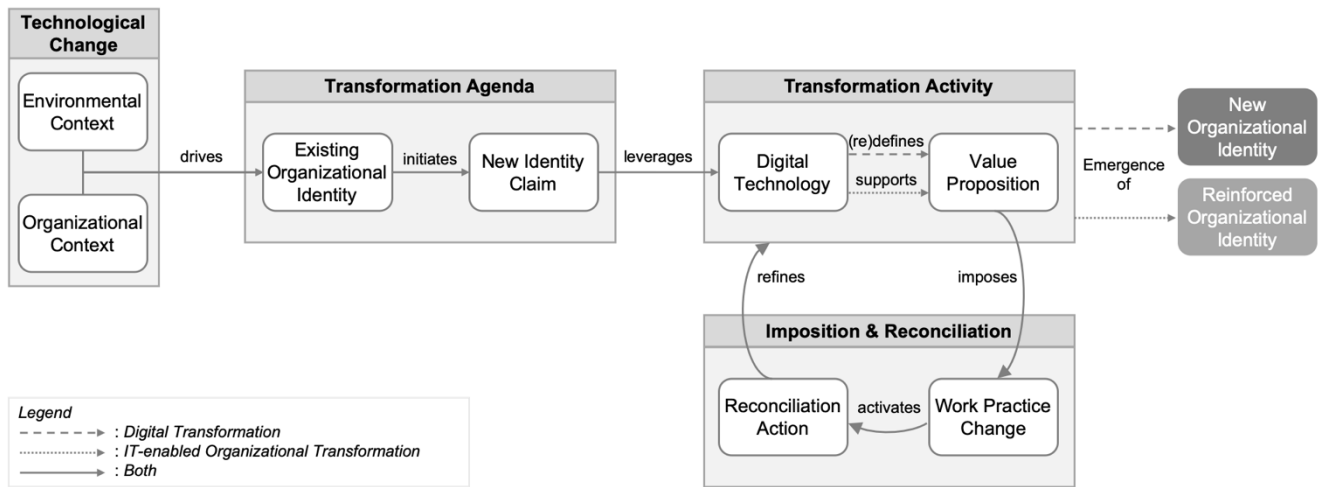 Technological
Change
Environmental
Context
Organizational
Context
drives
Transformation Agenda
Existing
Organizational
Identity
initiates
New Identity
Claim
leverages
Transformation Activity
Digital
Technology
(re)defines
supports
Value
Proposition
Emergence
of
New
Organizational
Identity
Reinforced
Organizational
Identity
refines
imposes
Imposition & Reconciliation
Reconciliation
Action
activates
Work Practice
Change
Legend
: Digital Transformation
: IT-enabled Organizational Transformation
: Both